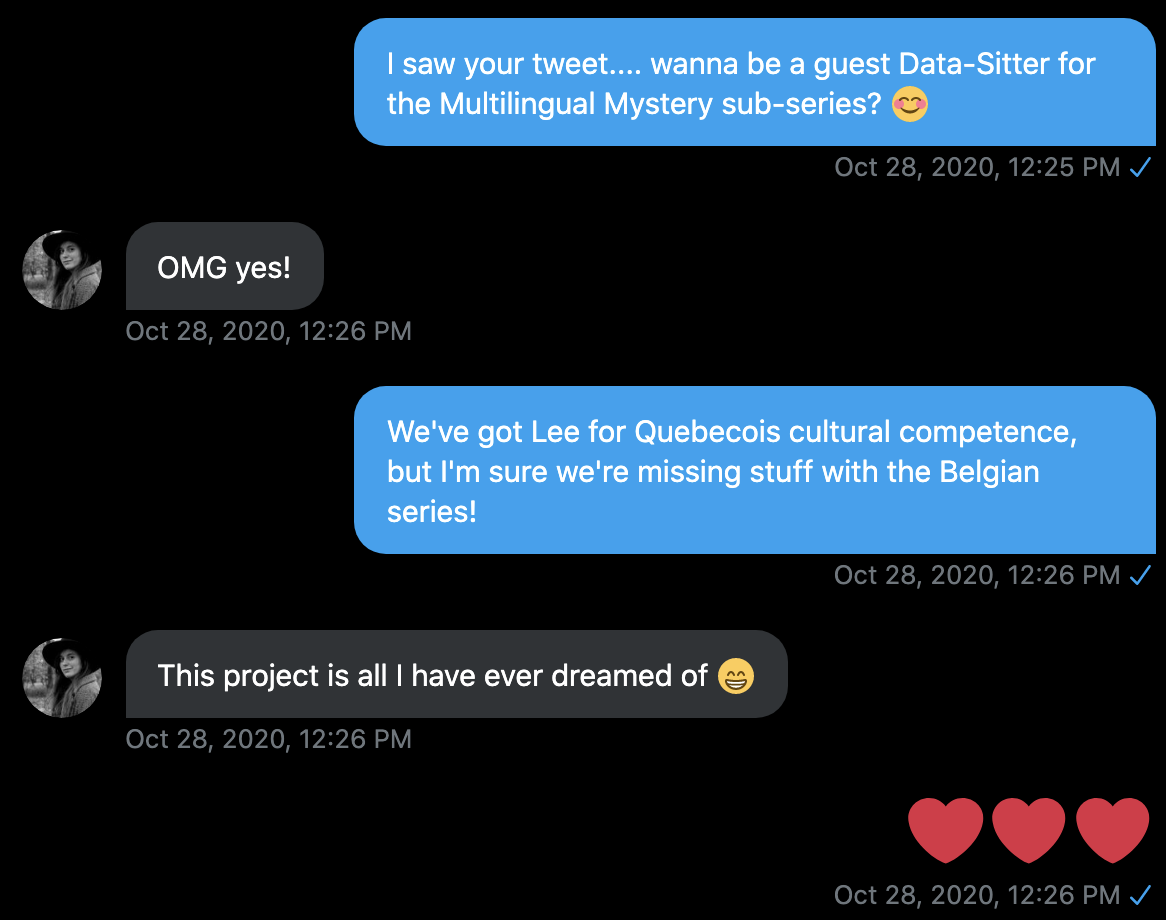 I saw your tweet.... wanna be a guest Data-Sitter for
the Multilingual Mystery sub-series? 😊
Oct 28, 2020, 12:25 PM ✓
OMG yes!
Oct 28, 2020, 12:26 PM
We've got Lee for Quebecois cultural competence,
but I'm sure we're missing stuff with the Belgian
series!
Oct 28, 2020, 12:26 PM ✓
This project is all I have ever dreamed of 😁
Oct 28, 2020, 12:26 PM
❤️❤️❤️
Oct 28, 2020, 12:26 PM ✓